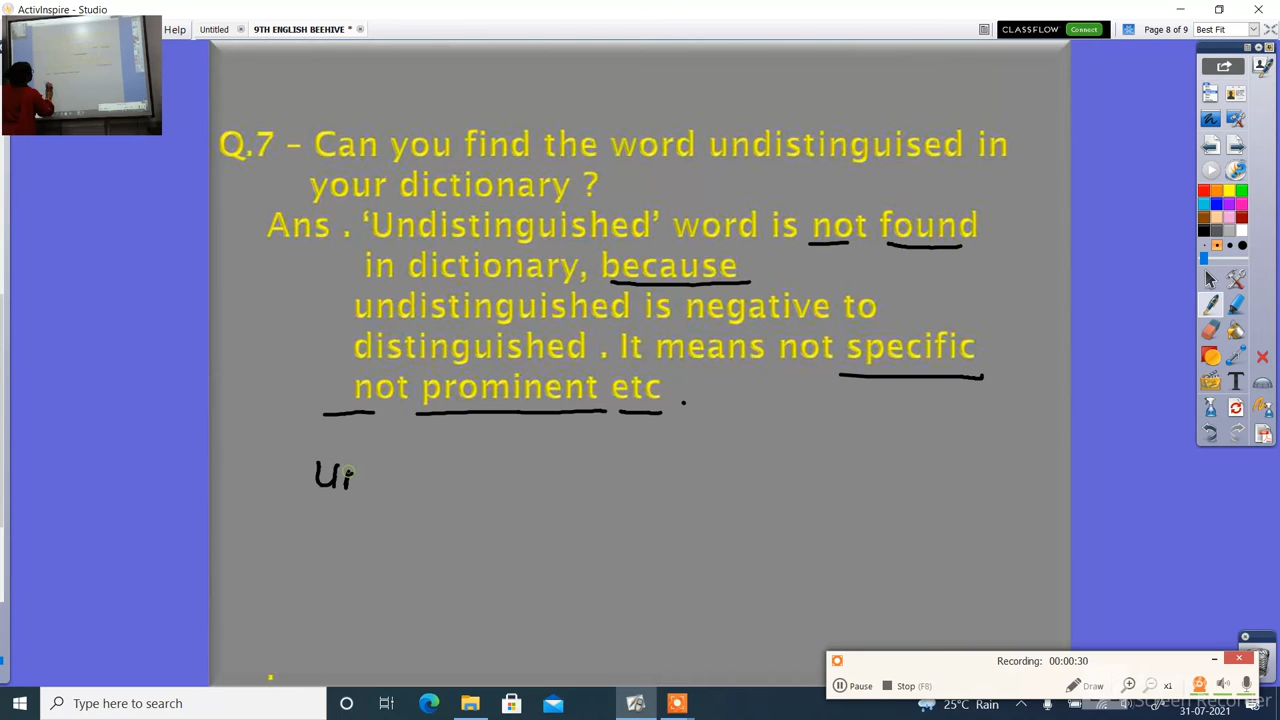 ActivInspire - Studio
Help
Untitled
9TH ENGLISH BEEHIVE *
CLASSFLOW
Connect
Page 8 of 9
Best Fit
Q.7 – Can you find the word undistinguised in
your dictionary ?
Ans . ‘Undistinguished’ word is not found
in dictionary, because
undistinguished is negative to
distinguished . It means not specific
not prominent etc .
Recording: 00:00:30
Pause
Stop (F8)
Draw
x1
Type here to search
25°C Rain
31-07-2021
Screen Recorder